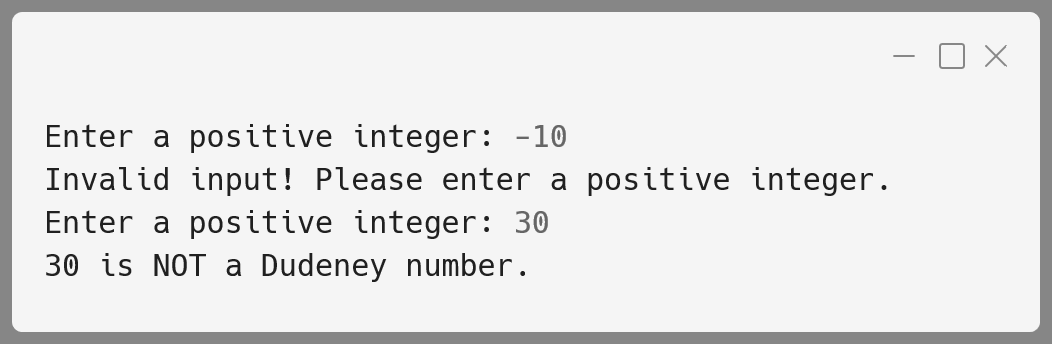 Enter a positive integer: -10
Invalid input! Please enter a positive integer.
Enter a positive integer: 30
30 is NOT a Dudeney number.